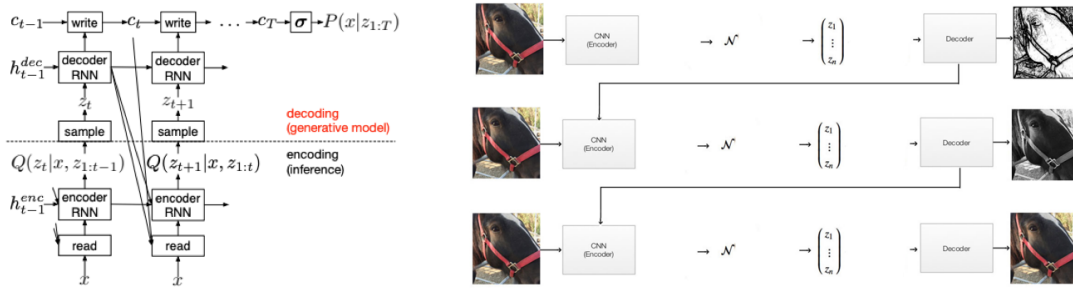 c_{t-1} write c_t write ... c_T σ P(x|z_{1:T})
h^{dec}_{t-1} decoder RNN decoder RNN
z_t z_{t+1}
decoding
(generative model)
sample sample
encoding
(inference)
Q(z_t|x, z_{1:t-1}) Q(z_{t+1}|x, z_{1:t})
h^{enc}_{t-1} encoder RNN encoder RNN
read read
x x
CNN
(Encoder)
→ 𝒩 → (z_1 ⋮ z_n) → Decoder
CNN
(Encoder)
→ 𝒩 → (z_1 ⋮ z_n) → Decoder
CNN
(Encoder)
→ 𝒩 → (z_1 ⋮ z_n) → Decoder